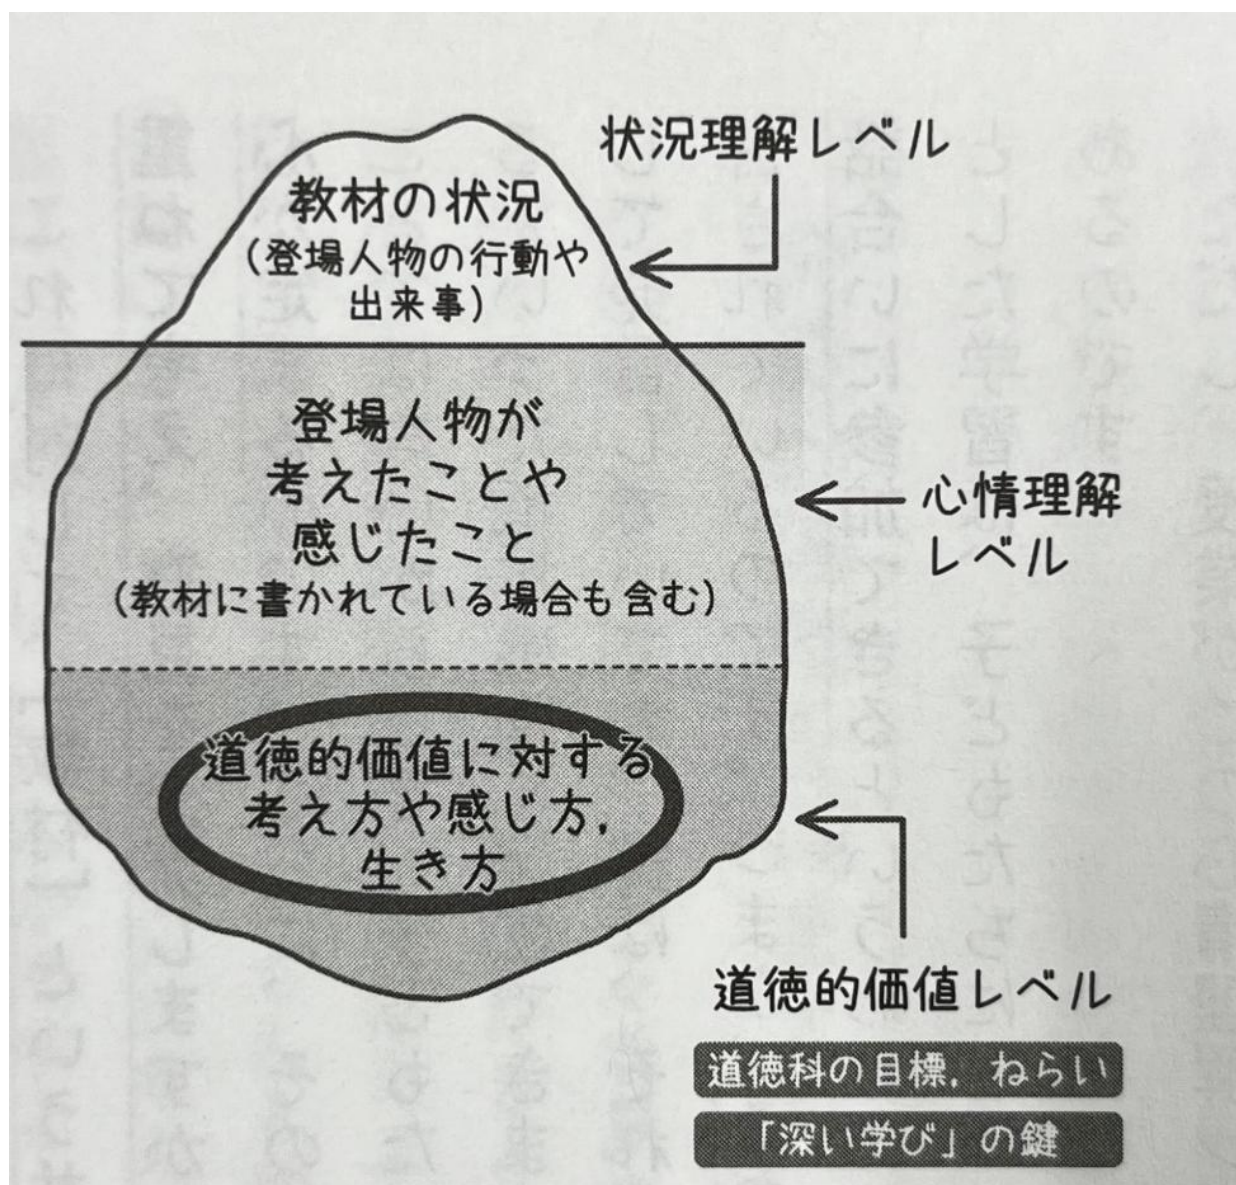 状況理解レベル
教材の状況
（登場人物の行動や
出来事）
登場人物が
考えたことや
感じたこと
（教材に書かれている場合も含む）
心情理解
レベル
道徳的価値に対する
考え方や感じ方，
生き方
道徳的価値レベル
道徳科の目標，ねらい
「深い学び」の鍵